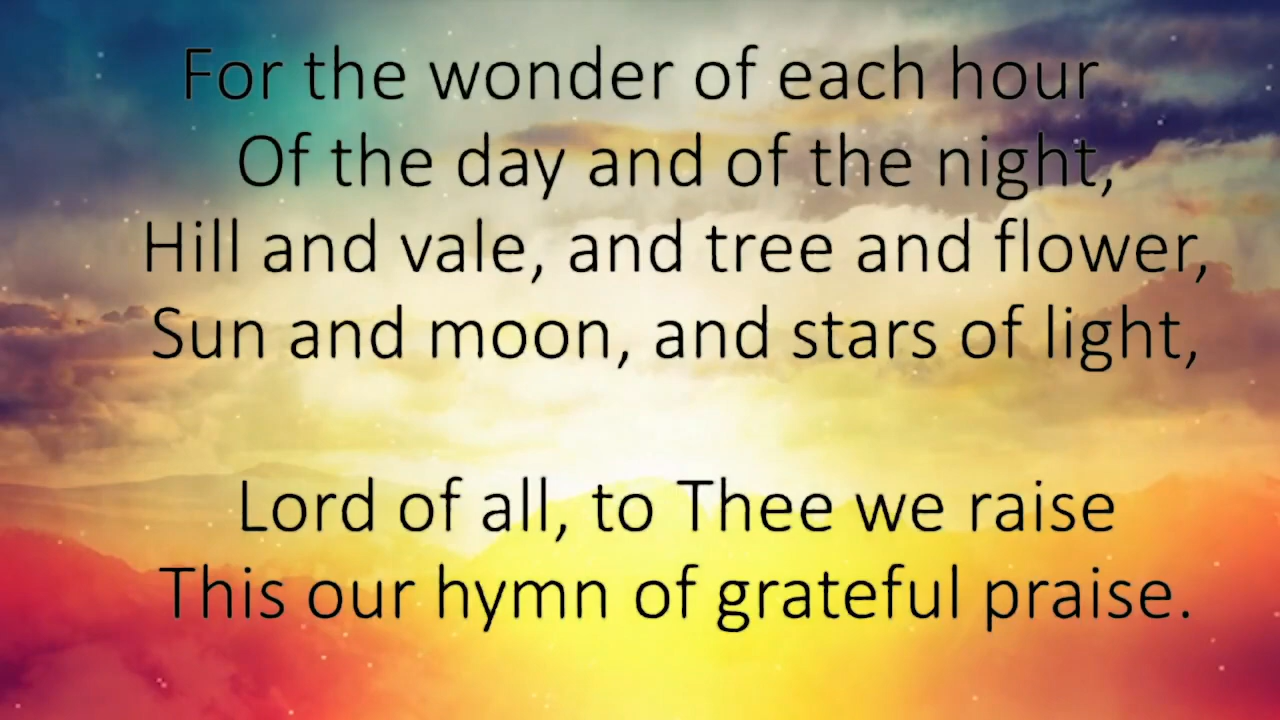 For the wonder of each hour
Of the day and of the night,
Hill and vale, and tree and flower,
Sun and moon, and stars of light,
Lord of all, to Thee we raise
This our hymn of grateful praise.